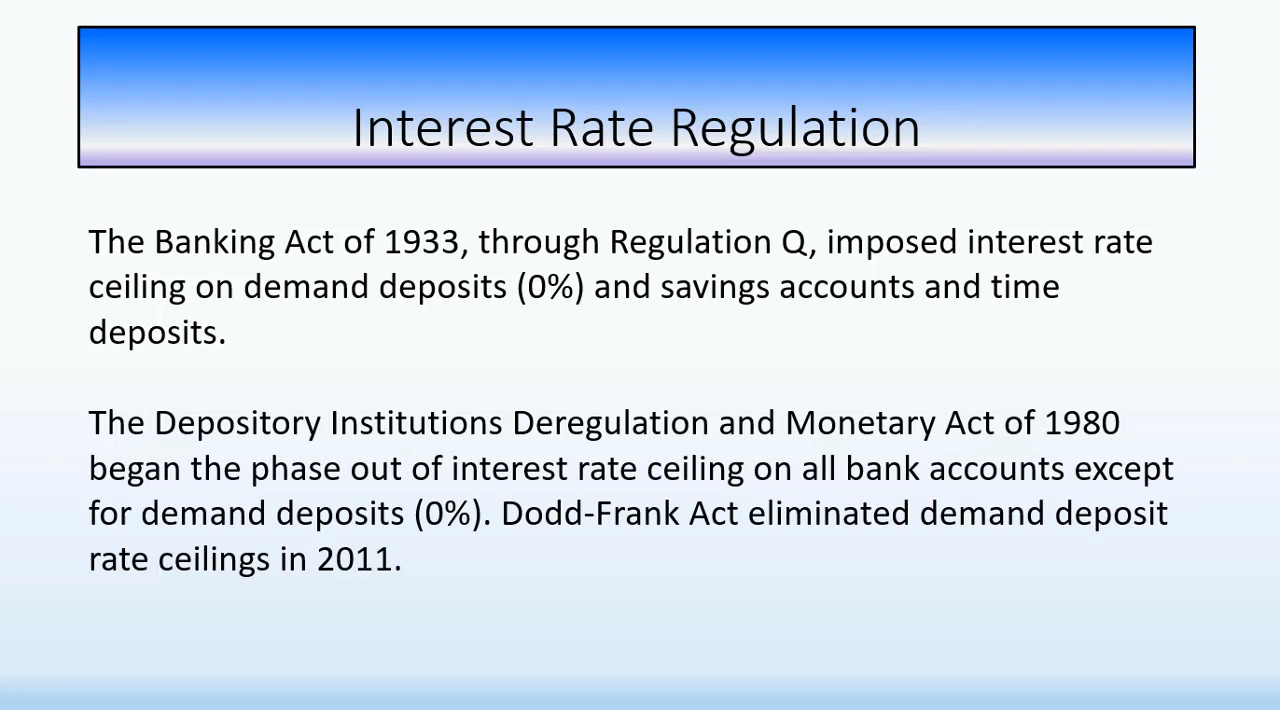 Interest Rate Regulation
The Banking Act of 1933, through Regulation Q, imposed interest rate
ceiling on demand deposits (0%) and savings accounts and time
deposits.
The Depository Institutions Deregulation and Monetary Act of 1980
began the phase out of interest rate ceiling on all bank accounts except
for demand deposits (0%). Dodd-Frank Act eliminated demand deposit
rate ceilings in 2011.